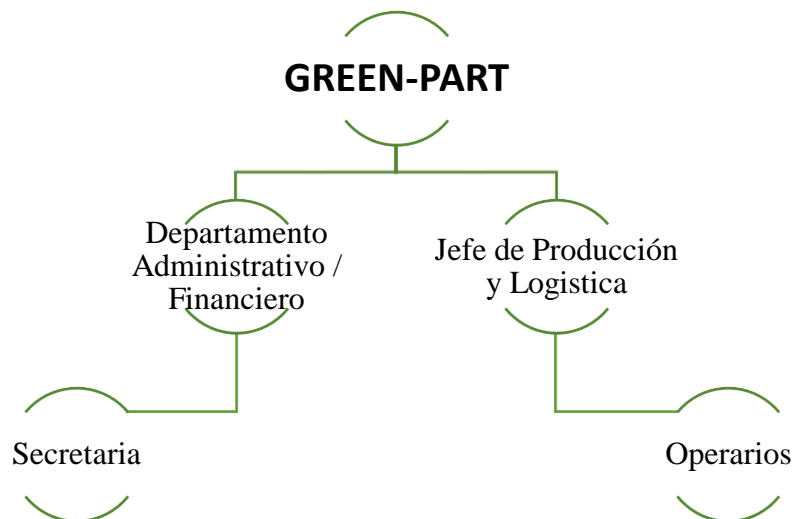 GREEN-PART
Departamento
Administrativo /
Financiero
Jefe de Producción
y Logistica
Secretaria
Operarios